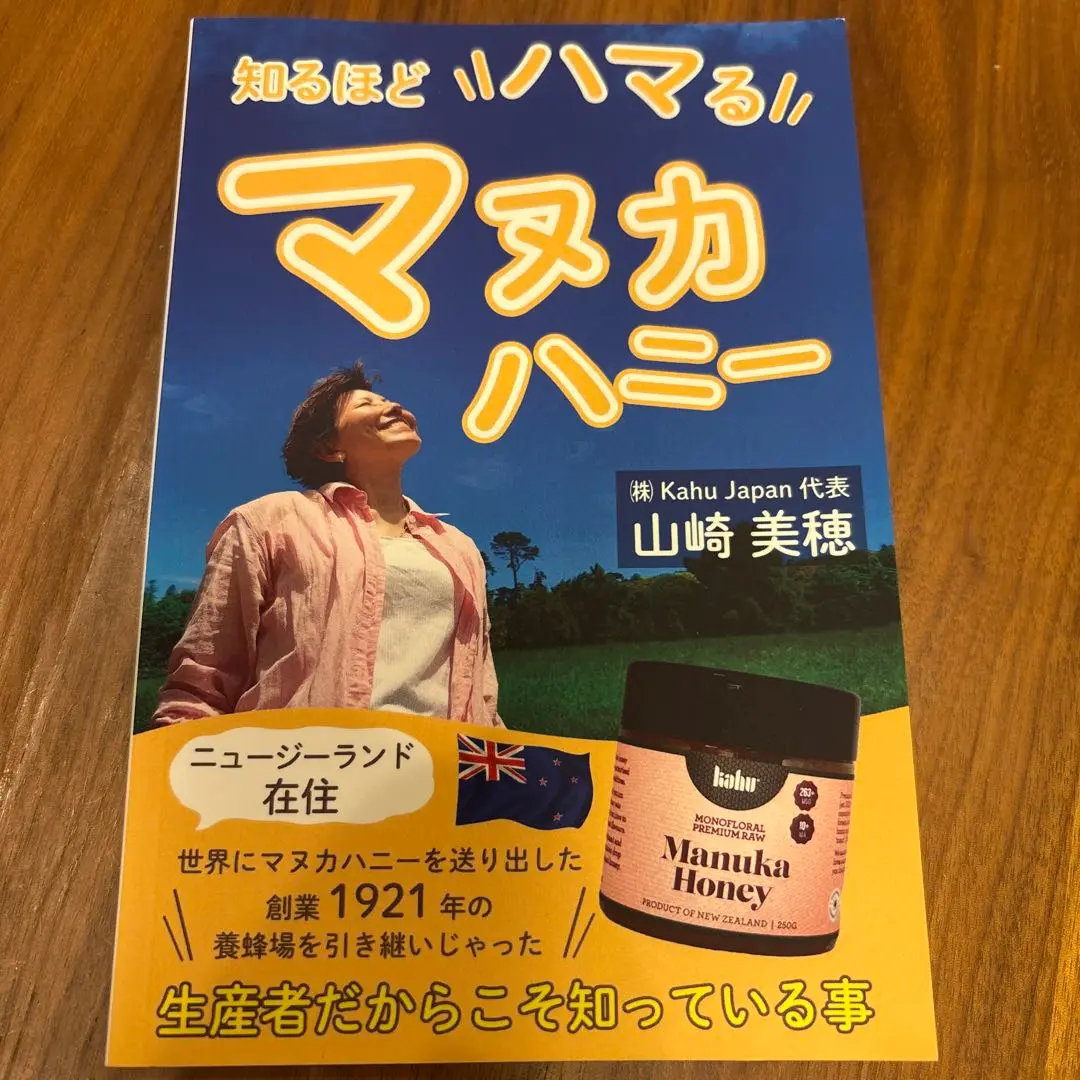 知るほど ハマる
マヌカ
ハニー
㈱ Kahu Japan 代表
山崎 美穂
ニュージーランド
在住
世界にマヌカハニーを送り出した
創業 1921 年の
養蜂場を引き継いじゃった
生産者だからこそ知っている事
kahu
263+
MGO
10+
MONOFLORAL
PREMIUM RAW
Manuka
Honey
PRODUCT OF NEW ZEALAND | 250G